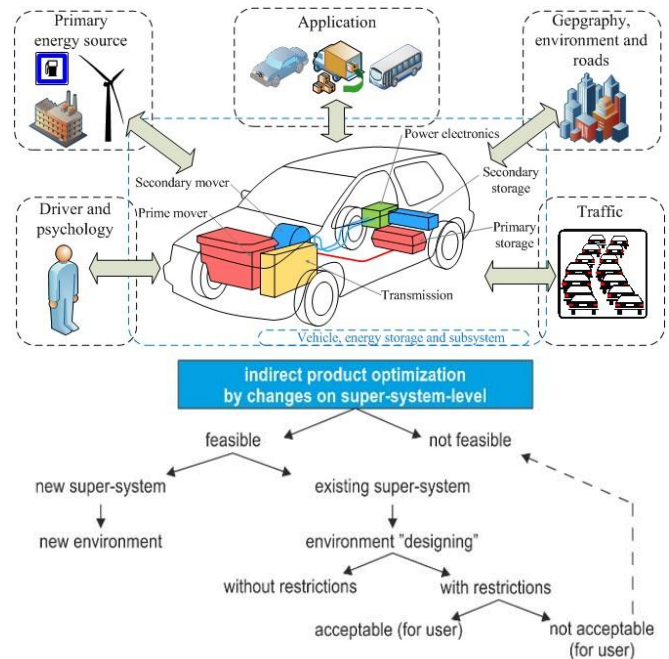 Primary
energy source
Application
Gepgraphy,
environment and
roads
Power electronics
Secondary
storage
Secondary mover
Prime mover
Primary
storage
Driver and
psychology
Traffic
Transmission
Vehicle, energy storage and subsystem
indirect product optimization
by changes on super-system-level
feasible
not feasible
new super-system
existing super-system
new environment
environment "designing"
without restrictions
with restrictions
acceptable (for user)
not acceptable
(for user)